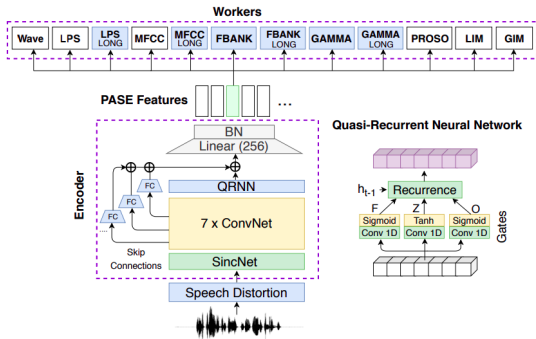 Workers
Wave
LPS
LPS
LONG
MFCC
MFCC
LONG
FBANK
FBANK
LONG
GAMMA
GAMMA
LONG
PROSO
LIM
GIM
PASE Features
...
Encoder
BN
Linear (256)
QRNN
FC
FC
FC
...
7 x ConvNet
Skip
Connections
SincNet
Speech Distortion
Quasi-Recurrent Neural Network
ht-1
Recurrence
F
Z
O
Sigmoid
Tanh
Sigmoid
Conv 1D
Conv 1D
Conv 1D
Gates